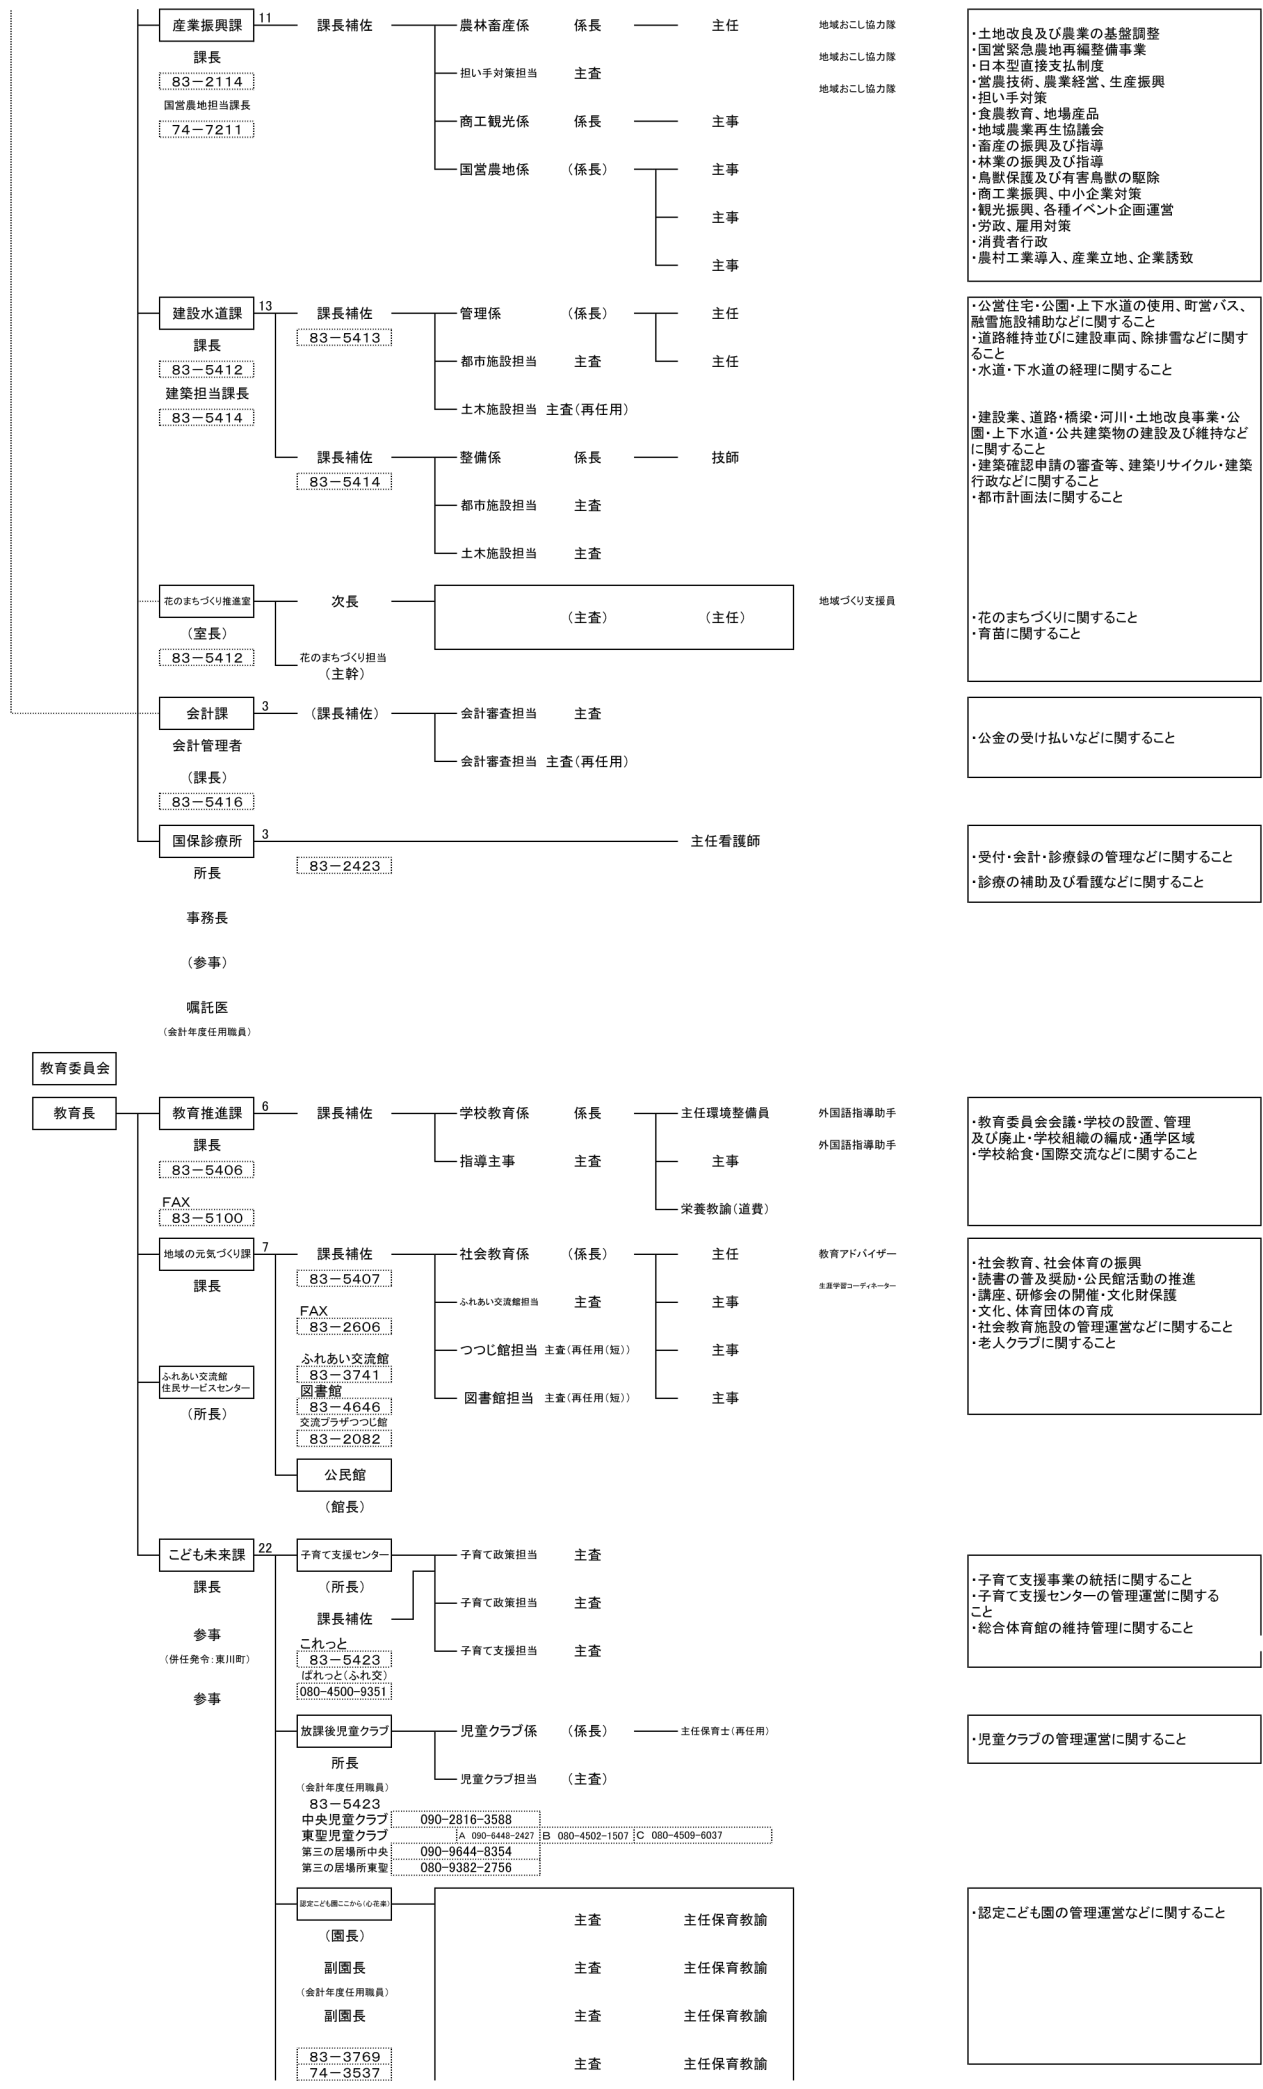 産業振興課 11 課長補佐 農林畜産係 係長 主任 地域おこし協力隊
課長 地域おこし協力隊
83-2114 担い手対策担当 主査 地域おこし協力隊
国営農地担当課長
74-7211 商工観光係 係長 主事
国営農地係 (係長) 主事
主事
主事
・土地改良及び農業の基盤調整
・国営緊急農地再編整備事業
・日本型直接支払制度
・営農技術、農業経営、生産振興
・担い手対策
・食農教育、地場産品
・地域農業再生協議会
・畜産の振興及び指導
・林業の振興及び指導
・鳥獣保護及び有害鳥獣の駆除
・商工業振興、中小企業対策
・観光振興、各種イベント企画運営
・労政、雇用対策
・消費者行政
・農村工業導入、産業立地、企業誘致
建設水道課 13 課長補佐 管理係 (係長) 主任
課長 83-5413
83-5412 都市施設担当 主査 主任
建築担当課長
83-5414 土木施設担当 主査(再任用)
課長補佐 整備係 係長 技師
83-5414
都市施設担当 主査
土木施設担当 主査
・公営住宅・公園・上下水道の使用、町営バス、
融雪施設補助などに関すること
・道路維持並びに建設車両、除排雪などに関す
ること
・水道・下水道の経理に関すること
・建設業、道路・橋梁・河川・土地改良事業・公
園・上下水道・公共建築物の建設及び維持など
に関すること
・建築確認申請の審査等、建築リサイクル・建築
行政などに関すること
・都市計画法に関すること
花のまちづくり推進室 次長 (主査) (主任) 地域づくり支援員
(室長)
83-5412 花のまちづくり担当
(主幹)
・花のまちづくりに関すること
・育苗に関すること
会計課 3 (課長補佐) 会計審査担当 主査
会計管理者
会計審査担当 主査(再任用)
(課長)
83-5416
・公金の受け払いなどに関すること
国保診療所 3 主任看護師
83-2423
所長
事務長
(参事)
嘱託医
(会計年度任用職員)
・受付・会計・診療録の管理などに関すること
・診療の補助及び看護などに関すること
教育委員会
教育長 教育推進課 6 課長補佐 学校教育係 係長 主任環境整備員 外国語指導助手
課長 外国語指導助手
83-5406 指導主事 主査 主事
FAX
83-5100 栄養教諭(道費)
・教育委員会会議・学校の設置、管理
及び廃止・学校組織の編成・通学区域
・学校給食・国際交流などに関すること
地域の元気づくり課 7 課長補佐 社会教育係 (係長) 主任 教育アドバイザー
課長 83-5407 生涯学習コーディネーター
ふれあい交流館担当 主査 主事
FAX
83-2606
つつじ館担当 主査(再任用(短)) 主事
ふれあい交流館
83-3741
ふれあい交流館
住民サービスセンター
図書館
83-4646 図書館担当 主査(再任用(短)) 主事
(所長)
交流プラザつつじ館
83-2082
公民館
(館長)
・社会教育、社会体育の振興
・読書の普及奨励・公民館活動の推進
・講座、研修会の開催・文化財保護
・文化、体育団体の育成
・社会教育施設の管理運営などに関すること
・老人クラブに関すること
こども未来課 22 子育て支援センター 子育て政策担当 主査
課長 (所長)
子育て政策担当 主査
課長補佐
参事 これっと
(併任発令:東川町) 83-5423 子育て支援担当 主査
ぱれっと(ふれ交)
参事 080-4500-9351
・子育て支援事業の統括に関すること
・子育て支援センターの管理運営に関する
こと
・総合体育館の維持管理に関すること
放課後児童クラブ 児童クラブ係 (係長) 主任保育士(再任用)
所長 児童クラブ担当 (主査)
(会計年度任用職員)
83-5423
中央児童クラブ 090-2816-3588
東聖児童クラブ A 090-6448-2427 B 080-4502-1507 C 080-4509-6037
第三の居場所中央 090-9644-8354
第三の居場所東聖 080-9382-2756
・児童クラブの管理運営に関すること
認定こども園ここから(心花来) 主査 主任保育教諭
(園長)
副園長 主査 主任保育教諭
(会計年度任用職員)
副園長 主査 主任保育教諭
83-3769 主査 主任保育教諭
74-3537
・認定こども園の管理運営などに関すること